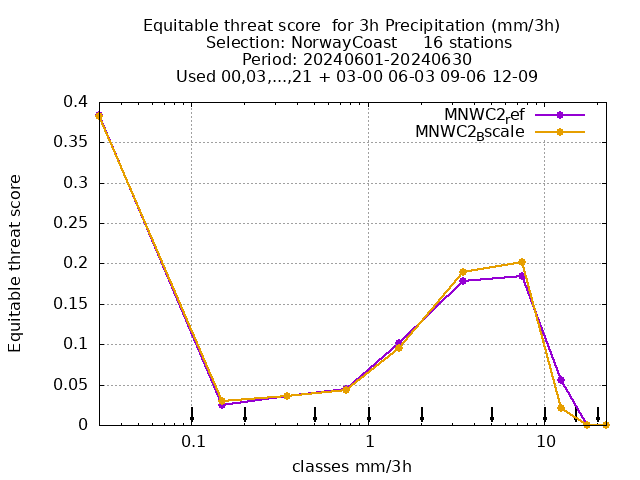 Equitable threat score  for 3h Precipitation (mm/3h)
Selection: NorwayCoast     16 stations
Period: 20240601-20240630
Used 00,03,...,21 + 03-00 06-03 09-06 12-09
MNWC2ref
MNWC2Bscale
0.4
0.35
0.3
0.25
0.2
0.15
0.1
0.05
0
Equitable threat score
0.1 1 10
classes mm/3h